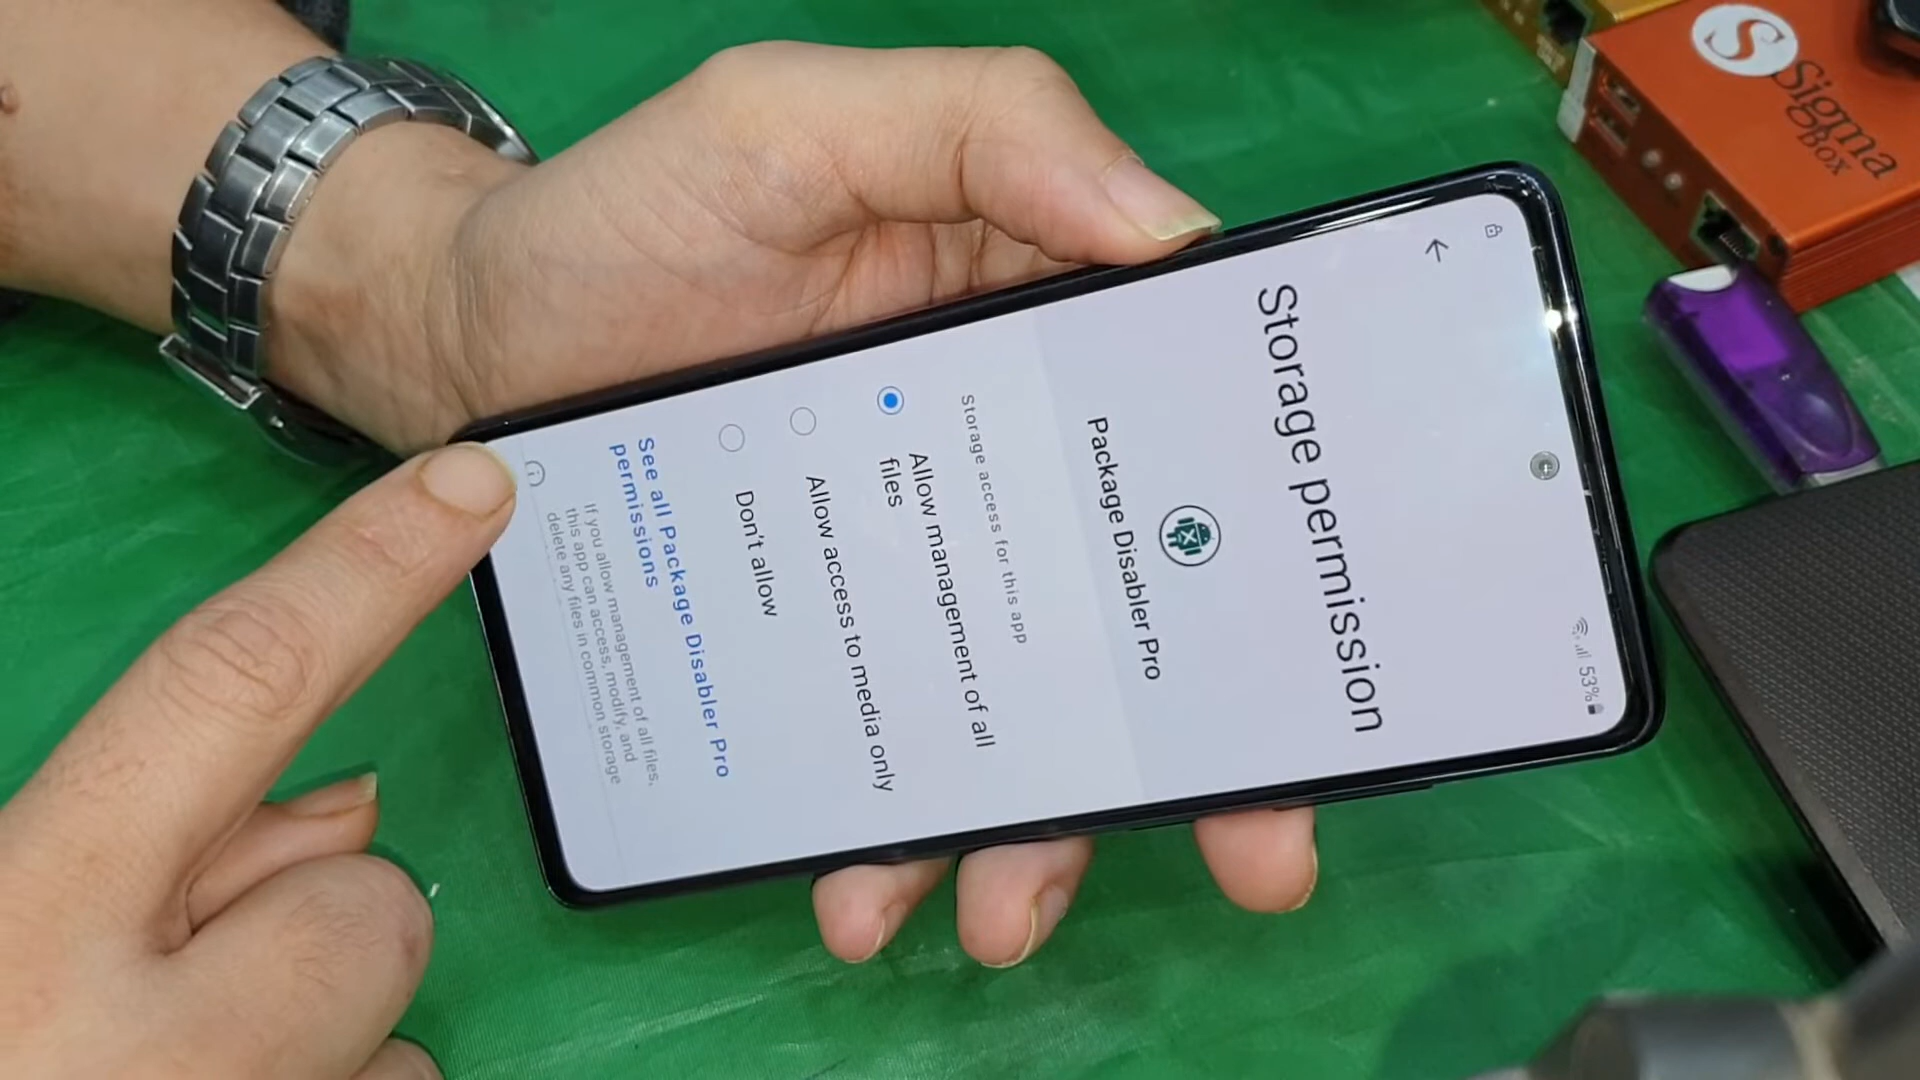 53%
Storage permission
Package Disabler Pro
Storage access for this app
Allow management of all
files
Allow access to media only
Don't allow
See all Package Disabler Pro
permissions
If you allow management of all files,
this app can access, modify, and
delete any files in common storage
S
Sigma
Box